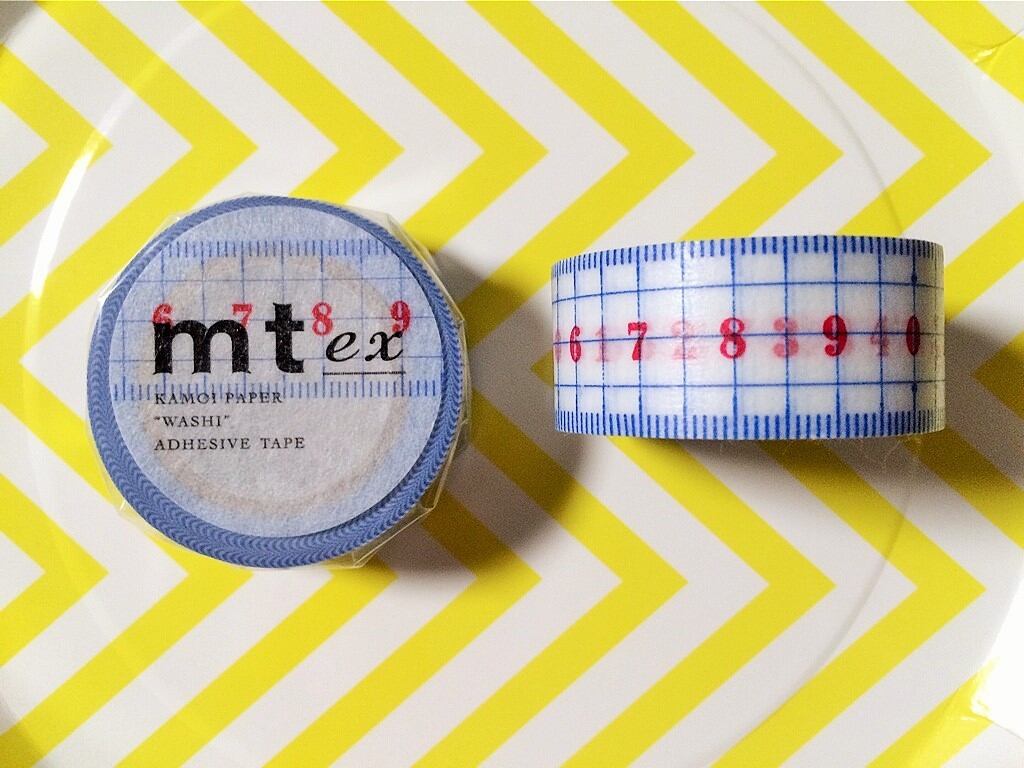 6 7 8 9
mt ex
KAMOI PAPER
"WASHI"
ADHESIVE TAPE
6 7 8 9 0